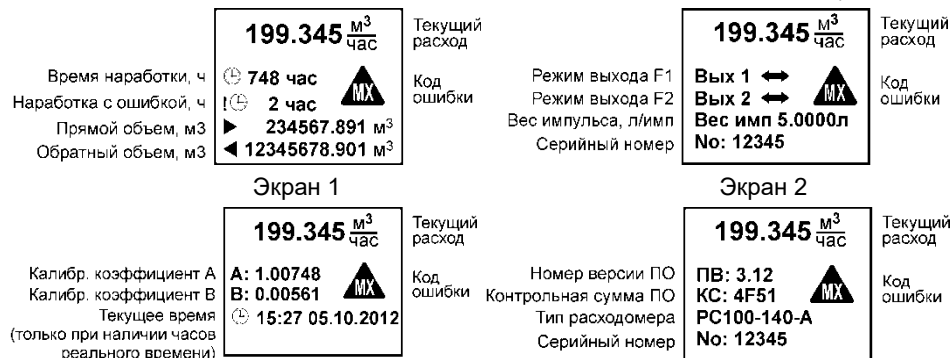 199.345 м³/час Текущий расход
Время наработки, ч 748 час Код ошибки
MX
Наработка с ошибкой, ч ! 2 час
Прямой объем, м3 ▶ 234567.891 м³
Обратный объем, м3 ◀ 12345678.901 м³
Экран 1
199.345 м³/час Текущий расход
Режим выхода F1 Вых 1 ⬌ Код ошибки
MX
Режим выхода F2 Вых 2 ⬌
Вес импульса, л/имп Вес имп 5.0000л
Серийный номер No: 12345
Экран 2
199.345 м³/час Текущий расход
Калибр. коэффициент А A: 1.00748 Код ошибки
MX
Калибр. коэффициент В B: 0.00561
Текущее время 15:27 05.10.2012
(только при наличии часов
реального времени)
199.345 м³/час Текущий расход
Номер версии ПО ПВ: 3.12 Код ошибки
MX
Контрольная сумма ПО КС: 4F51
Тип расходомера РС100-140-А
Серийный номер No: 12345